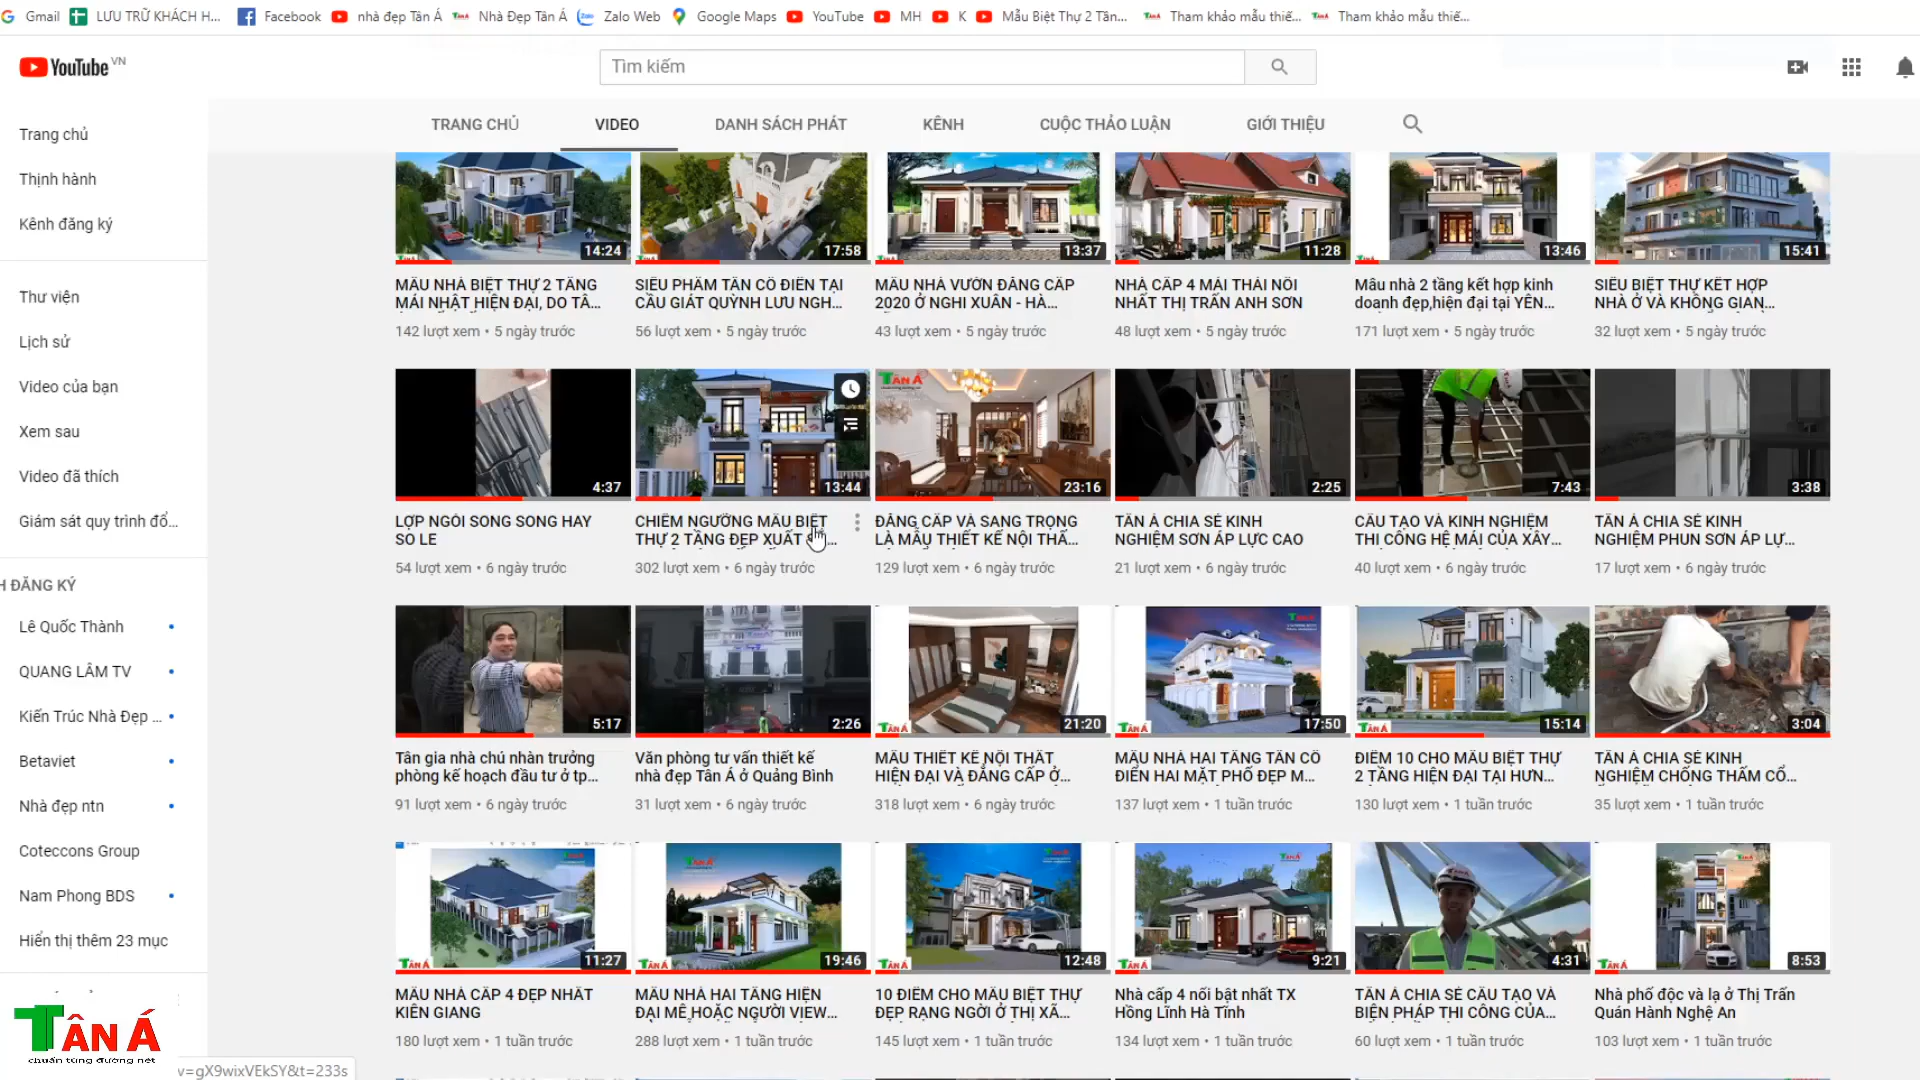 Gmail
LƯU TRỮ KHÁCH H...
Facebook
nhà đẹp Tân Á
Nhà Đẹp Tân Á
Zalo Web
Google Maps
YouTube
MH
K
Mẫu Biệt Thự 2 Tần...
Tham khảo mẫu thiế...
Tham khảo mẫu thiế...
YouTube VN
Tìm kiếm
TRANG CHỦ
VIDEO
DANH SÁCH PHÁT
KÊNH
CUỘC THẢO LUẬN
GIỚI THIỆU
Trang chủ
Thịnh hành
Kênh đăng ký
Thư viện
Lịch sử
Video của bạn
Xem sau
Video đã thích
Giám sát quy trình đổ...
H ĐĂNG KÝ
Lê Quốc Thành
QUANG LÂM TV
Kiến Trúc Nhà Đẹp ...
Betaviet
Nhà đẹp ntn
Coteccons Group
Nam Phong BDS
Hiển thị thêm 23 mục
TÂN Á
chuẩn từng đường nét
v=gX9wixVEkSY&t=233s
14:24
MẪU NHÀ BIỆT THỰ 2 TẦNG
MÁI NHẬT HIỆN ĐẠI, DO TÂ...
142 lượt xem • 5 ngày trước
17:58
SIÊU PHẨM TÂN CỔ ĐIỂN TẠI
CẦU GIÁT QUỲNH LƯU NGH...
56 lượt xem • 5 ngày trước
13:37
MẪU NHÀ VƯỜN ĐẲNG CẤP
2020 Ở NGHI XUÂN - HÀ...
43 lượt xem • 5 ngày trước
11:28
NHÀ CẤP 4 MÁI THÁI NỔI
NHẤT THỊ TRẤN ANH SƠN
48 lượt xem • 5 ngày trước
13:46
Mẫu nhà 2 tầng kết hợp kinh
doanh đẹp,hiện đại tại YÊN...
171 lượt xem • 5 ngày trước
15:41
SIÊU BIỆT THỰ KẾT HỢP
NHÀ Ở VÀ KHÔNG GIAN...
32 lượt xem • 5 ngày trước
4:37
LỢP NGÓI SONG SONG HAY
SO LE
54 lượt xem • 6 ngày trước
13:44
CHIÊM NGƯỠNG MẪU BIỆT
THỰ 2 TẦNG ĐẸP XUẤT S...
302 lượt xem • 6 ngày trước
TÂN Á
23:16
ĐẲNG CẤP VÀ SANG TRỌNG
LÀ MẪU THIẾT KẾ NỘI THẤ...
129 lượt xem • 6 ngày trước
2:25
TÂN Á CHIA SẺ KINH
NGHIỆM SƠN ÁP LỰC CAO
21 lượt xem • 6 ngày trước
7:43
CẤU TẠO VÀ KINH NGHIỆM
THI CÔNG HỆ MÁI CỦA XÂY...
40 lượt xem • 6 ngày trước
3:38
TÂN Á CHIA SẺ KINH
NGHIỆM PHUN SƠN ÁP LỰ...
17 lượt xem • 6 ngày trước
5:17
Tân gia nhà chú nhàn trưởng
phòng kế hoạch đầu tư ở tp...
91 lượt xem • 6 ngày trước
2:26
Văn phòng tư vấn thiết kế
nhà đẹp Tân Á ở Quảng Bình
31 lượt xem • 6 ngày trước
TÂN Á
21:20
MẪU THIẾT KẾ NỘI THẤT
HIỆN ĐẠI VÀ ĐẲNG CẤP Ở...
318 lượt xem • 6 ngày trước
TÂN Á
17:50
MẪU NHÀ HAI TẦNG TÂN CỔ
ĐIỂN HAI MẶT PHỐ ĐẸP M...
137 lượt xem • 1 tuần trước
TÂN Á
15:14
ĐIỂM 10 CHO MẪU BIỆT THỰ
2 TẦNG HIỆN ĐẠI TẠI HƯN...
130 lượt xem • 1 tuần trước
3:04
TÂN Á CHIA SẺ KINH
NGHIỆM CHỐNG THẤM CỔ...
35 lượt xem • 1 tuần trước
TÂN Á
11:27
MẪU NHÀ CẤP 4 ĐẸP NHẤT
KIÊN GIANG
180 lượt xem • 1 tuần trước
TÂN Á
19:46
MẪU NHÀ HAI TẦNG HIỆN
ĐẠI MÊ HOẶC NGƯỜI VIEW...
288 lượt xem • 1 tuần trước
TÂN Á
12:48
10 ĐIỂM CHO MẪU BIỆT THỰ
ĐẸP RẠNG NGỜI Ở THỊ XÃ...
145 lượt xem • 1 tuần trước
TÂN Á
9:21
Nhà cấp 4 nổi bật nhất TX
Hồng Lĩnh Hà Tĩnh
134 lượt xem • 1 tuần trước
4:31
TÂN Á CHIA SẺ CẤU TẠO VÀ
BIỆN PHÁP THI CÔNG CỦA...
60 lượt xem • 1 tuần trước
TÂN Á
8:53
Nhà phố độc và lạ ở Thị Trấn
Quán Hành Nghệ An
103 lượt xem • 1 tuần trước